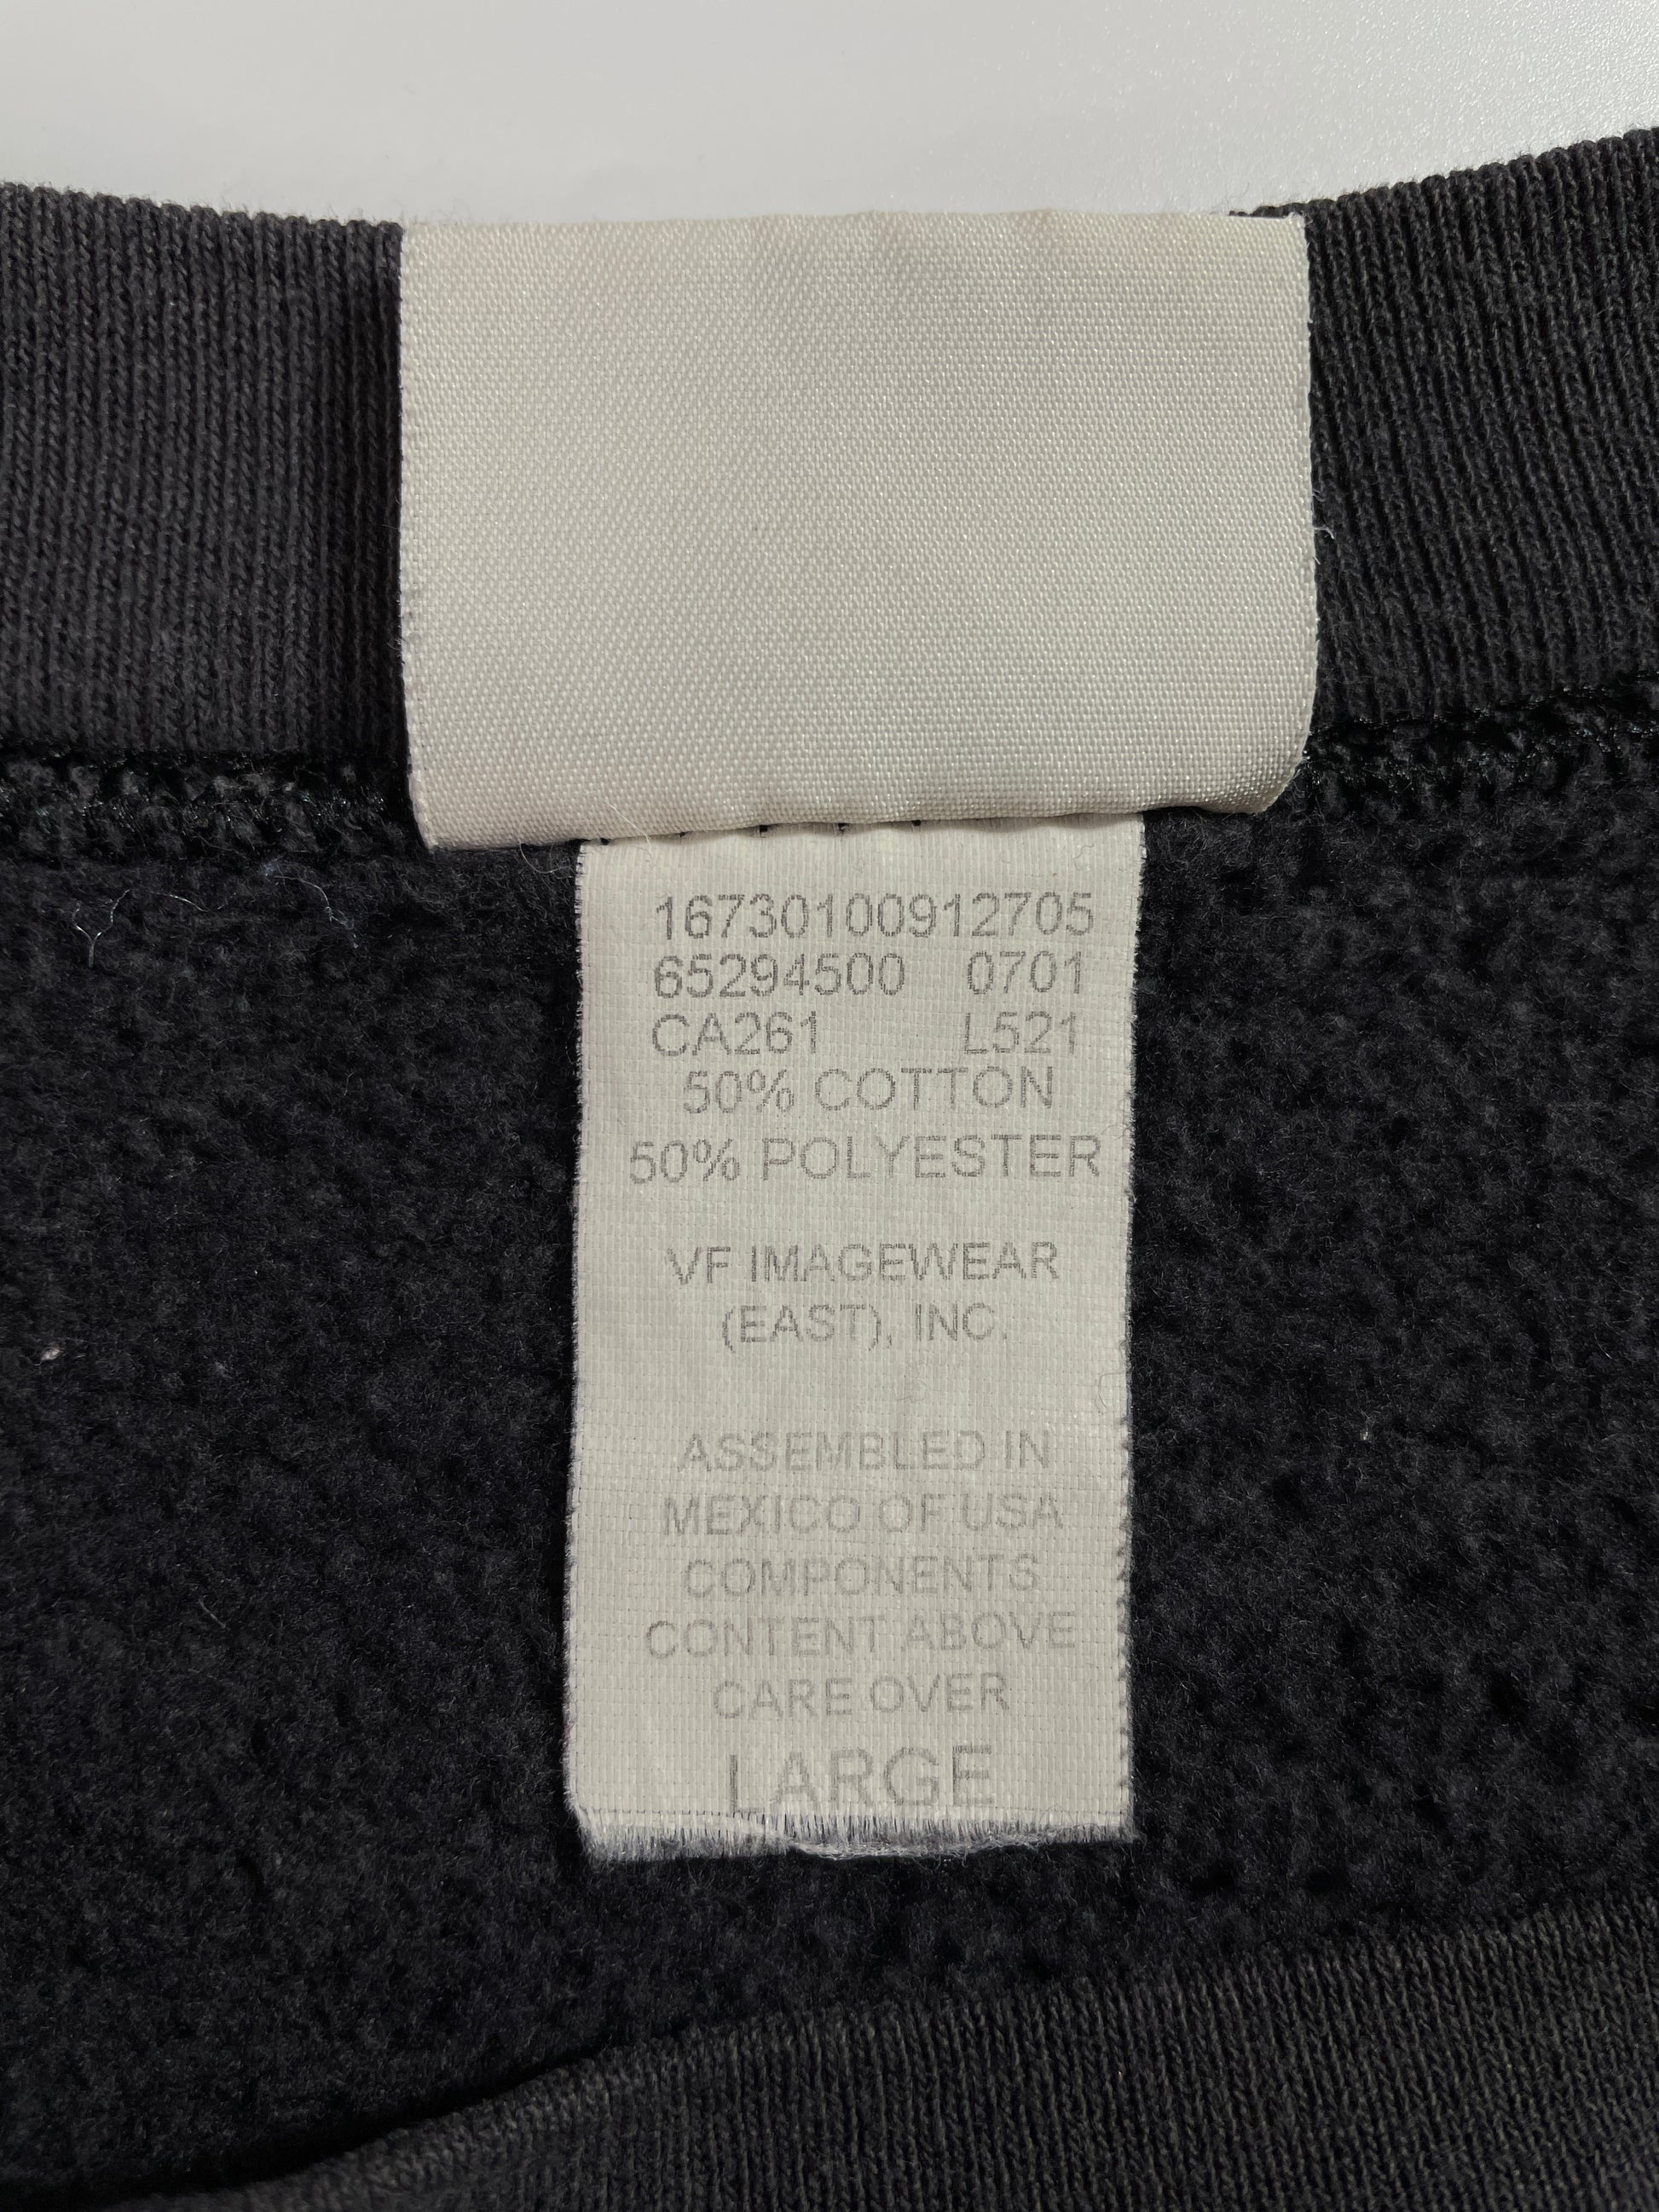 16730100912705
65294500 0701
CA261 L521
50% COTTON
50% POLYESTER
VF IMAGEWEAR
(EAST), INC.
ASSEMBLED IN
MEXICO OF USA
COMPONENTS
CONTENT ABOVE
CARE OVER
LARGE